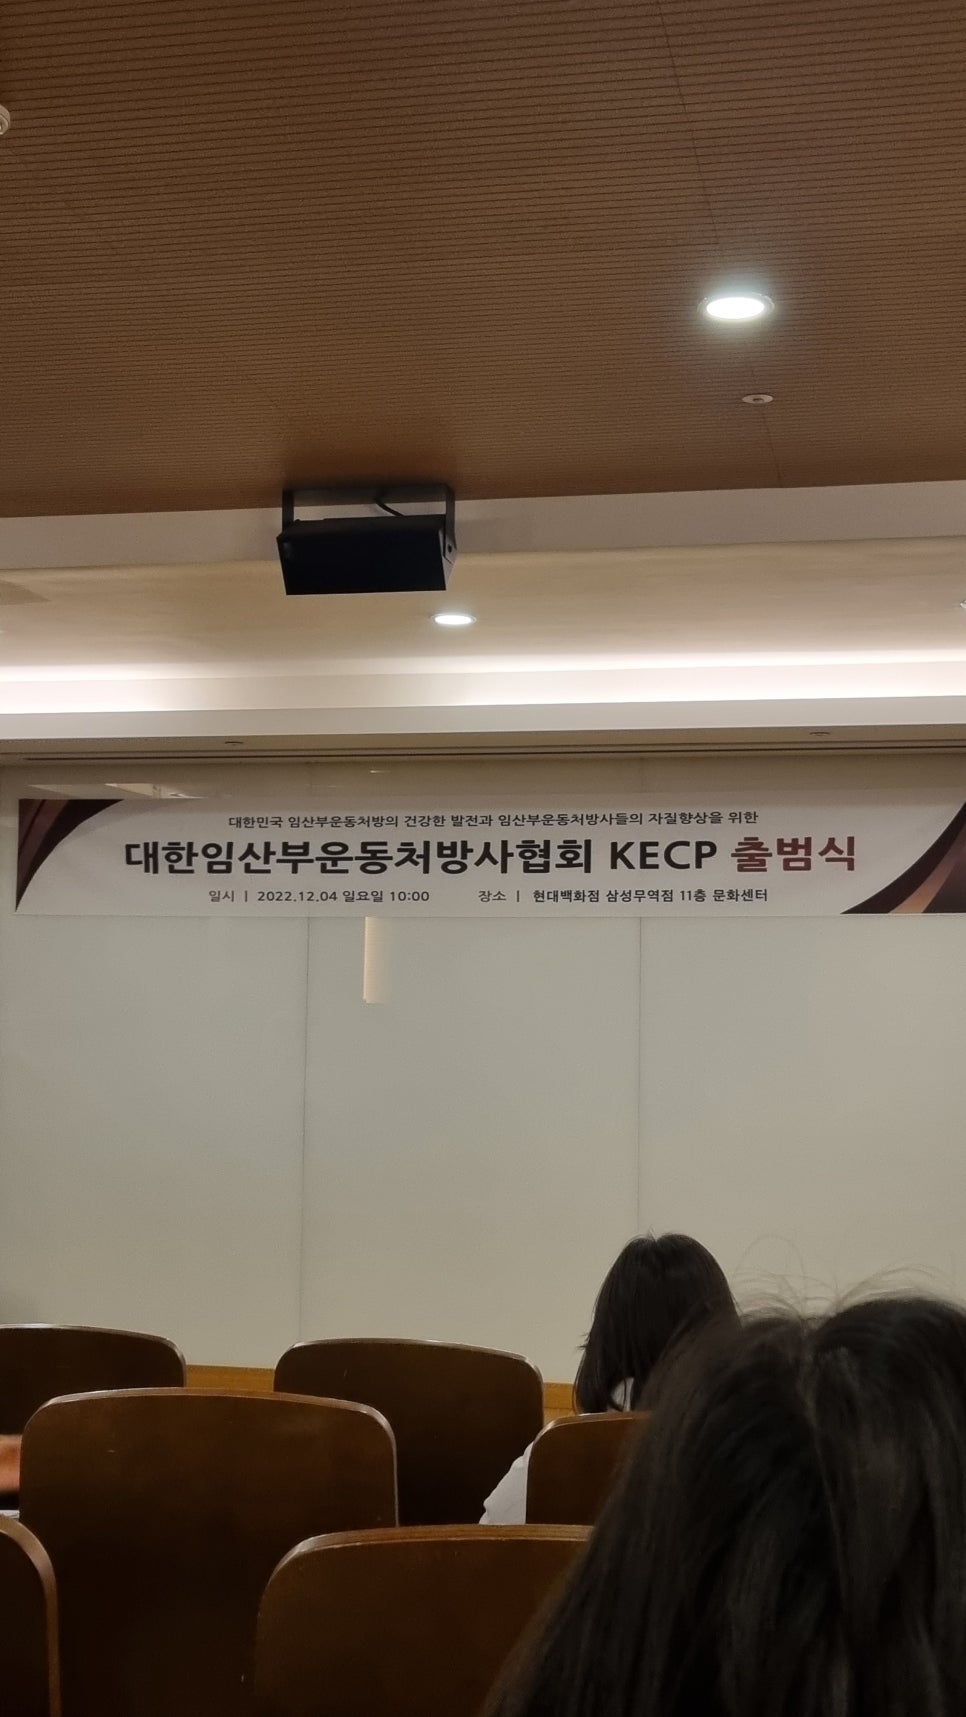 대한민국 임산부운동처방의 건강한 발전과 임산부운동처방사들의 자질향상을 위한
대한임산부운동처방사협회 KECP 출범식
일시 | 2022.12.04 일요일 10:00 장소 | 현대백화점 삼성무역점 11층 문화센터